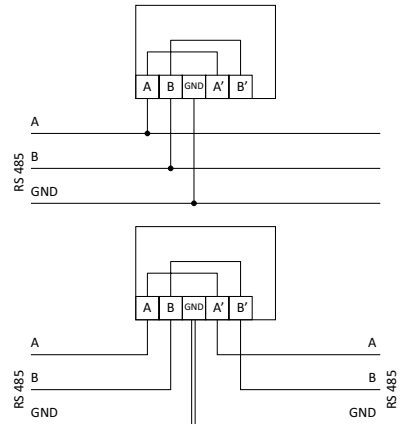 A B GND A’ B’
A
B
RS 485
GND
A B GND A’ B’
A A
B B
RS 485 RS 485
GND GND